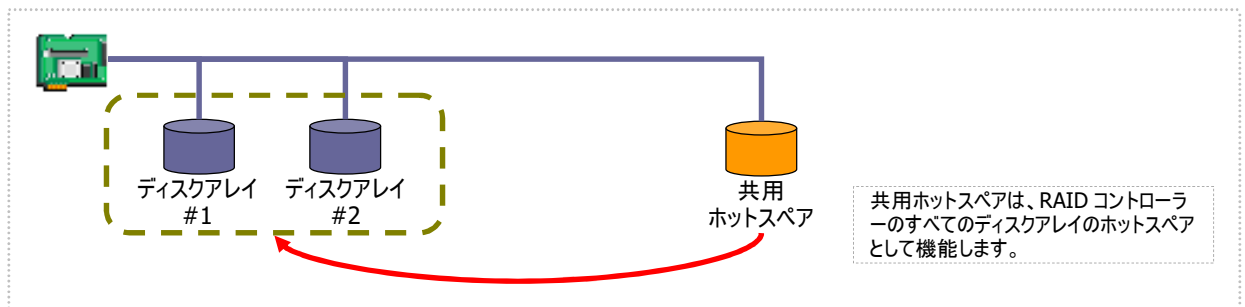 ディスクアレイ
#1
ディスクアレイ
#2
共用
ホットスペア
共用ホットスペアは、RAID コントローラ
ーのすべてのディスクアレイのホットスペア
として機能します。